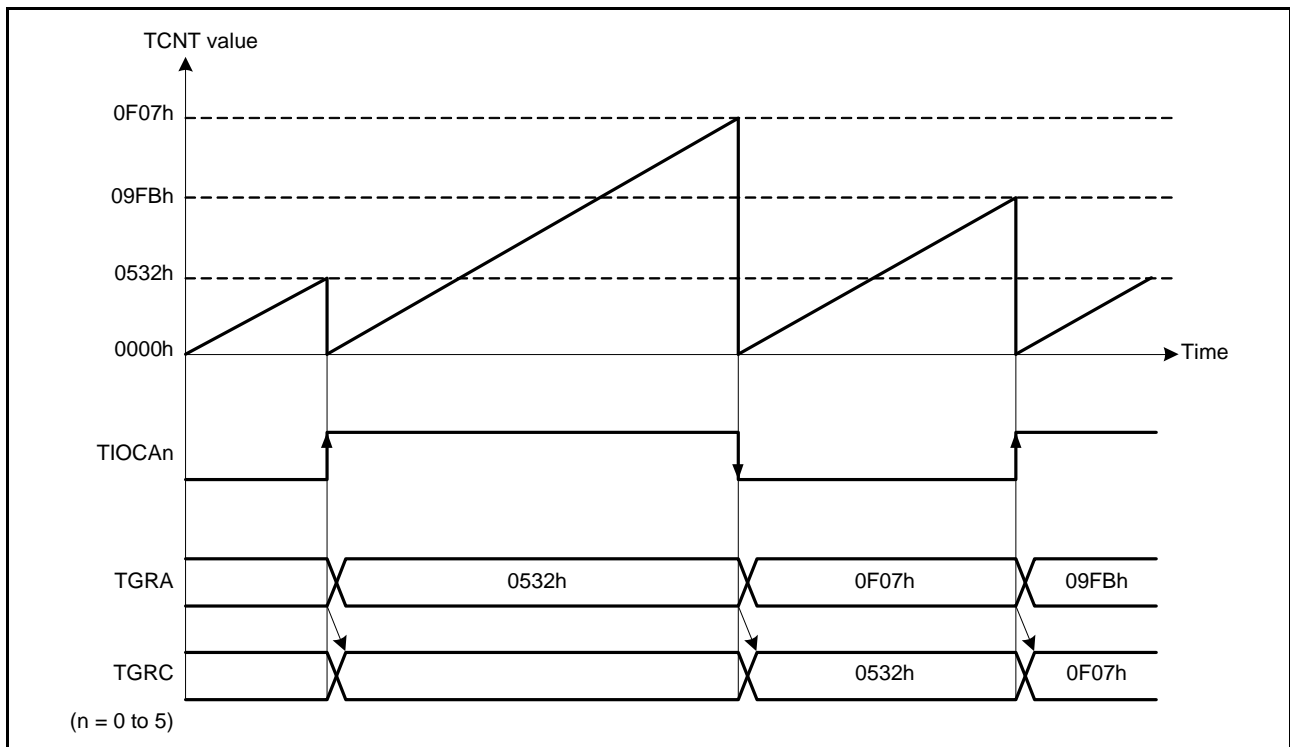 TCNT value
0F07h
09FBh
0532h
0000h
Time
TIOCAn
TGRA
0532h
0F07h
09FBh
TGRC
0532h
0F07h
(n = 0 to 5)